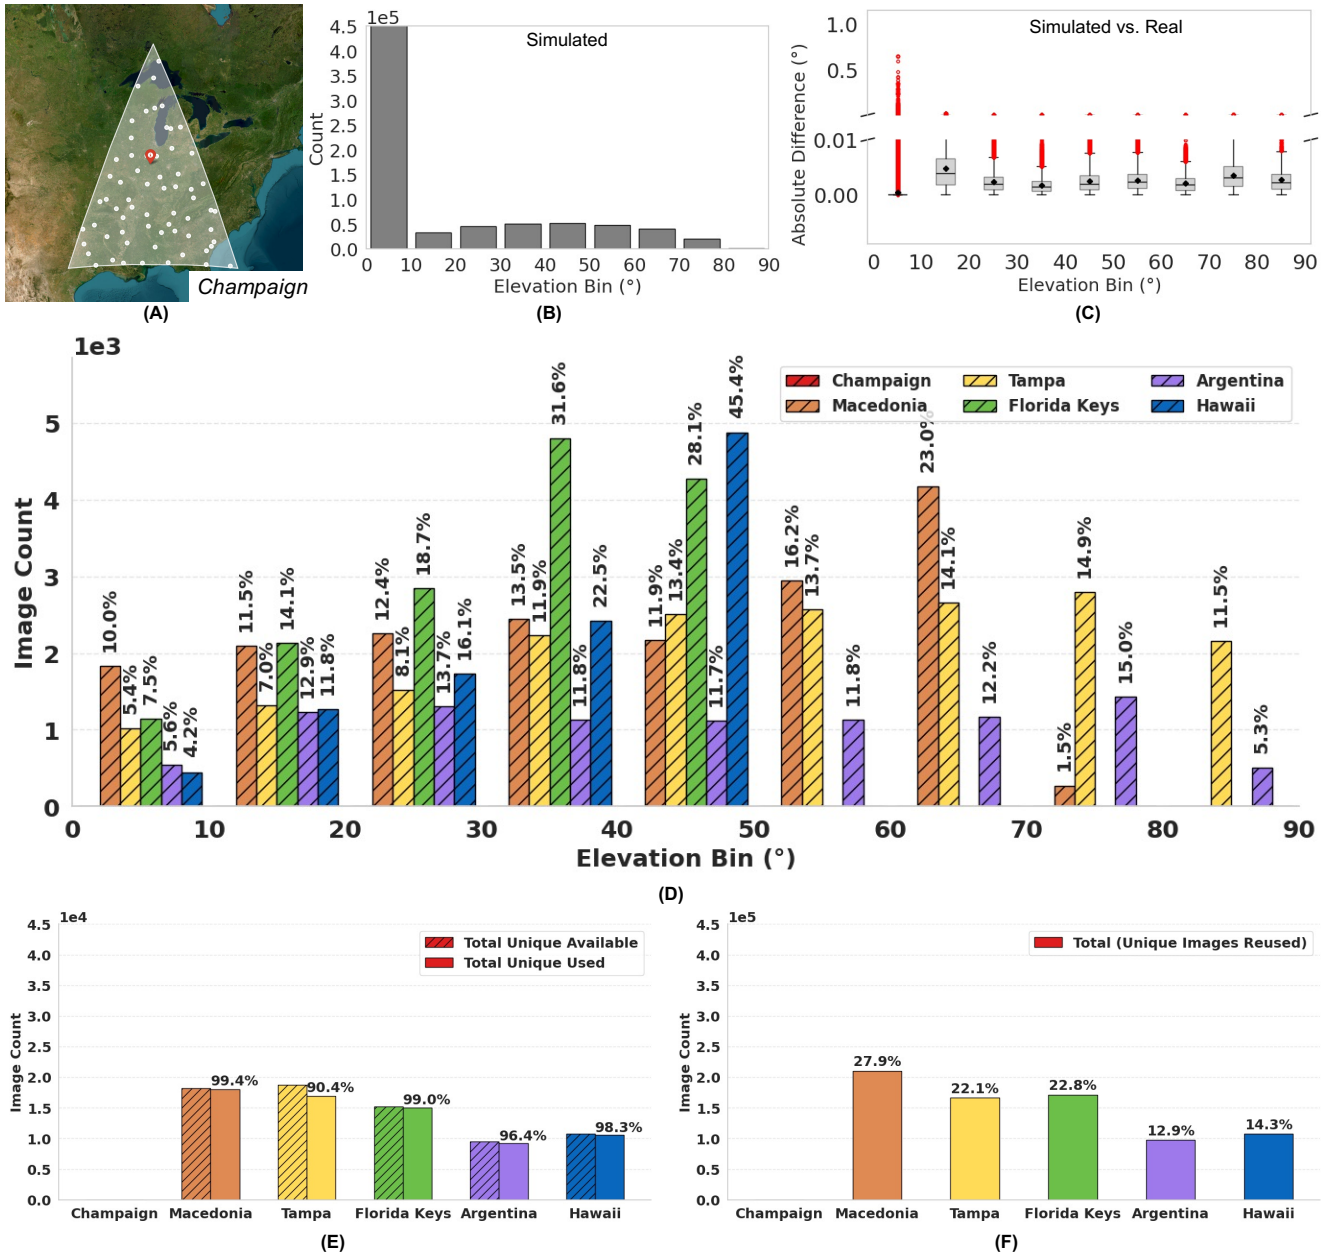 Champaign
(A)
1e5
Simulated
Count
4.5
4.0
3.5
3.0
2.5
2.0
1.5
1.0
0.5
0.0
0 10 20 30 40 50 60 70 80 90
Elevation Bin (°)
(B)
Simulated vs. Real
Absolute Difference (°)
1.0
0.5
0.01
0.00
0 10 20 30 40 50 60 70 80 90
Elevation Bin (°)
(C)
1e3
Champaign Tampa Argentina
Macedonia Florida Keys Hawaii
Image Count
5
4
3
2
1
0
10.0% 5.4% 7.5% 5.6% 4.2%
11.5% 7.0% 14.1% 12.9% 11.8%
12.4% 8.1% 18.7% 13.7% 16.1%
13.5% 11.9% 31.6% 11.8% 22.5%
11.9% 13.4% 28.1% 11.7% 45.4%
16.2% 13.7% 11.8%
23.0% 14.1% 12.2%
1.5% 14.9% 15.0%
11.5% 5.3%
0 10 20 30 40 50 60 70 80 90
Elevation Bin (°)
(D)
1e4
Total Unique Available
Total Unique Used
Image Count
4.5
4.0
3.5
3.0
2.5
2.0
1.5
1.0
0.5
0.0
99.4% 90.4% 99.0% 96.4% 98.3%
Champaign Macedonia Tampa Florida Keys Argentina Hawaii
(E)
1e5
Total (Unique Images Reused)
Image Count
4.5
4.0
3.5
3.0
2.5
2.0
1.5
1.0
0.5
0.0
27.9% 22.1% 22.8% 12.9% 14.3%
Champaign Macedonia Tampa Florida Keys Argentina Hawaii
(F)